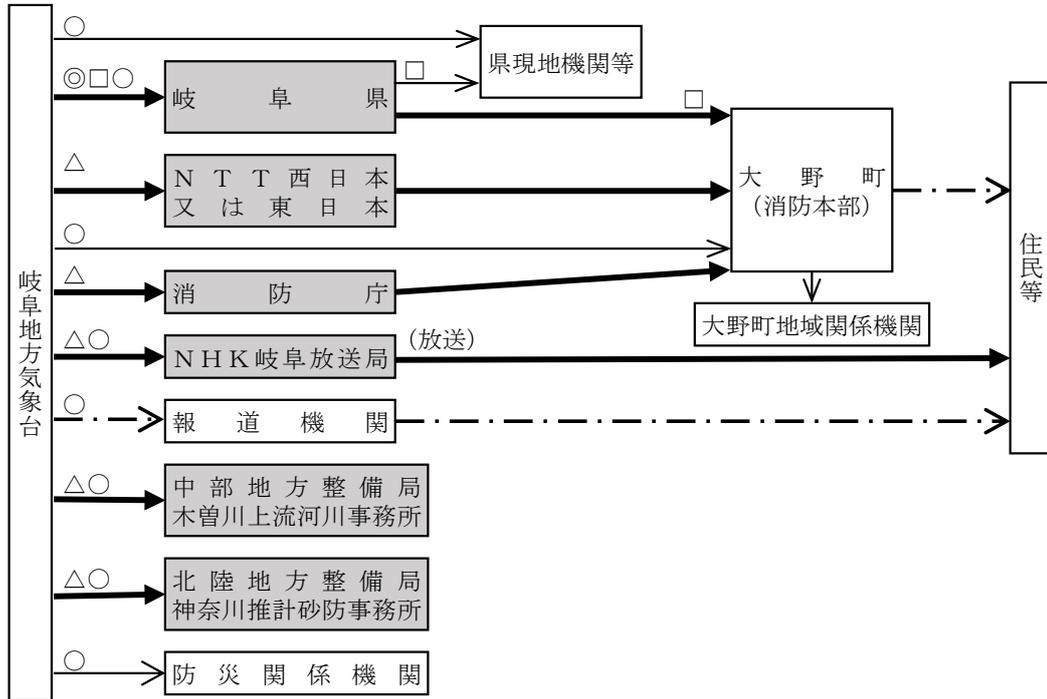 岐阜地方気象台
○
県現地機関等
◎□○
岐阜県
□
□
△
NTT西日本
又は東日本
大野町
(消防本部)
○
△
消防庁
大野町地域関係機関
住民等
△○
NHK岐阜放送局
(放送)
○
報道機関
△○
中部地方整備局
木曽川上流河川事務所
△○
北陸地方整備局
神奈川推計砂防事務所
○
防災関係機関